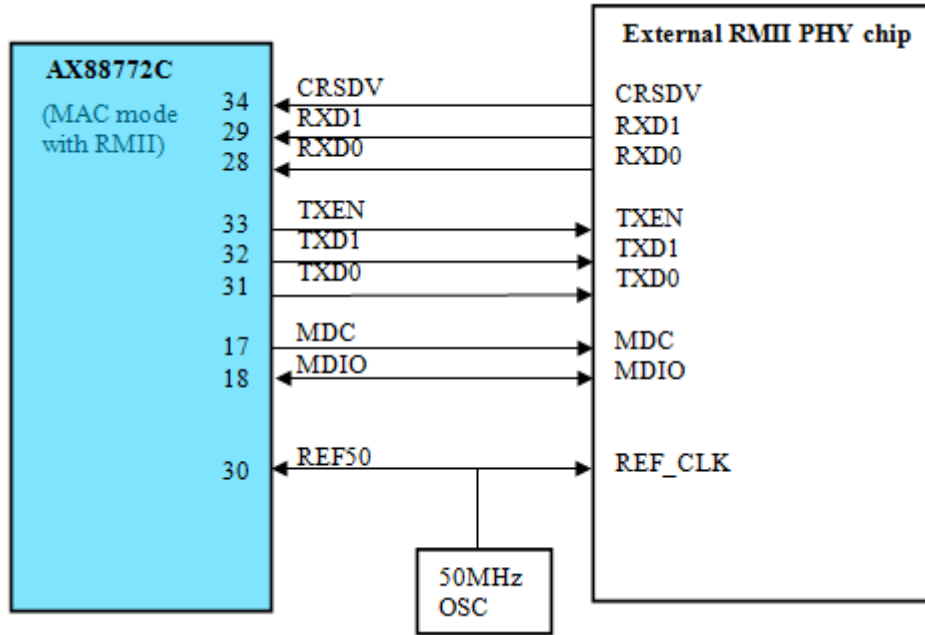 External RMII PHY chip
AX88772C
(MAC mode
with RMII)
34 CRSDV CRSDV
29 RXD1 RXD1
28 RXD0 RXD0
33 TXEN TXEN
32 TXD1 TXD1
31 TXD0 TXD0
17 MDC MDC
18 MDIO MDIO
30 REF50 REF_CLK
50MHz
OSC